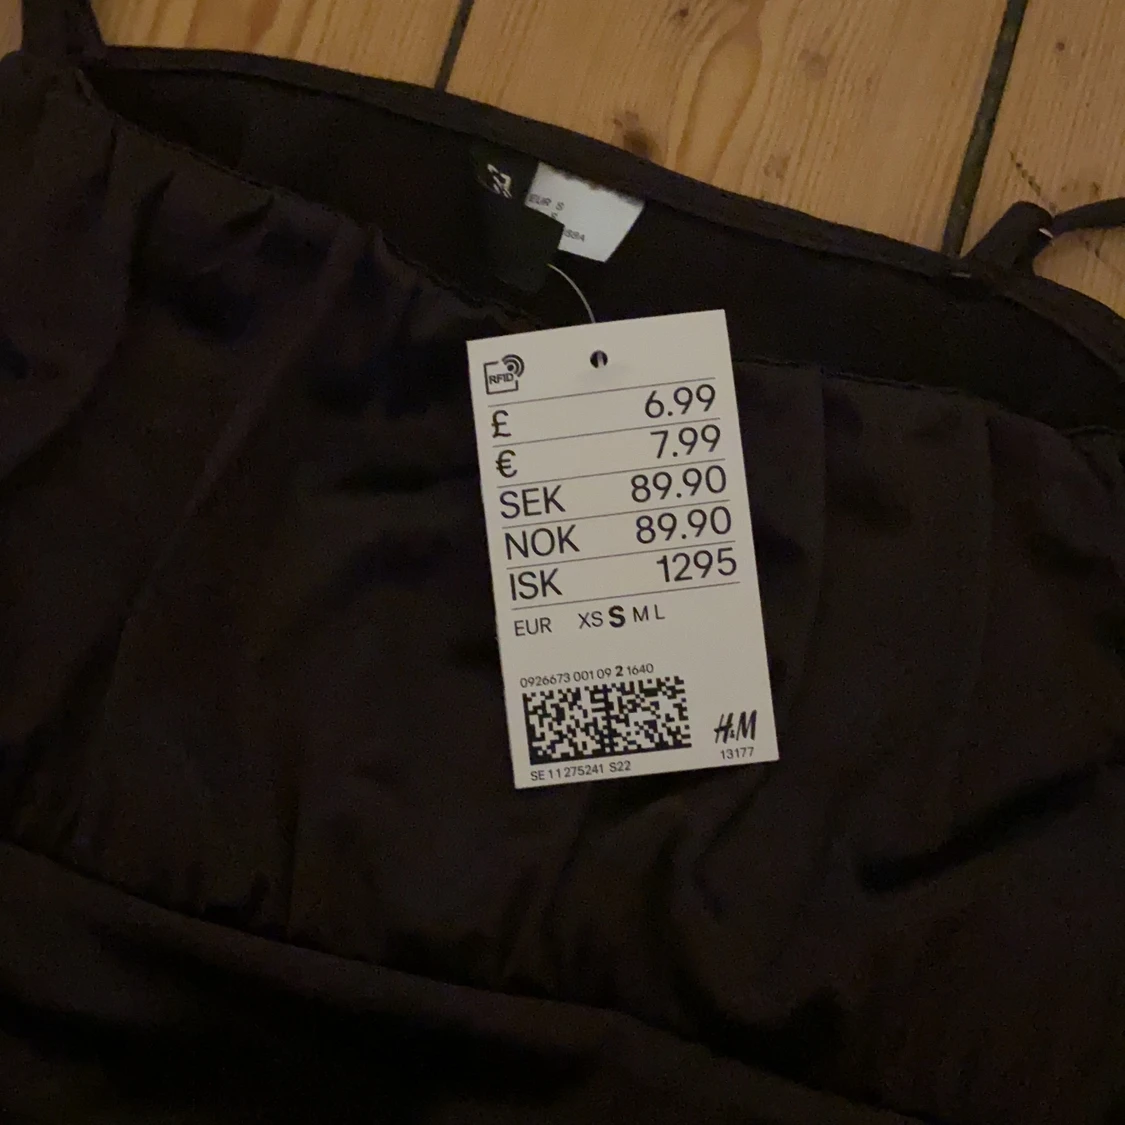 EUR S
S
RFID
£ 6.99
€ 7.99
SEK 89.90
NOK 89.90
ISK 1295
EUR XS S M L
0926673 001 09 2 1640
H&M
13177
SE 11 275241 S22